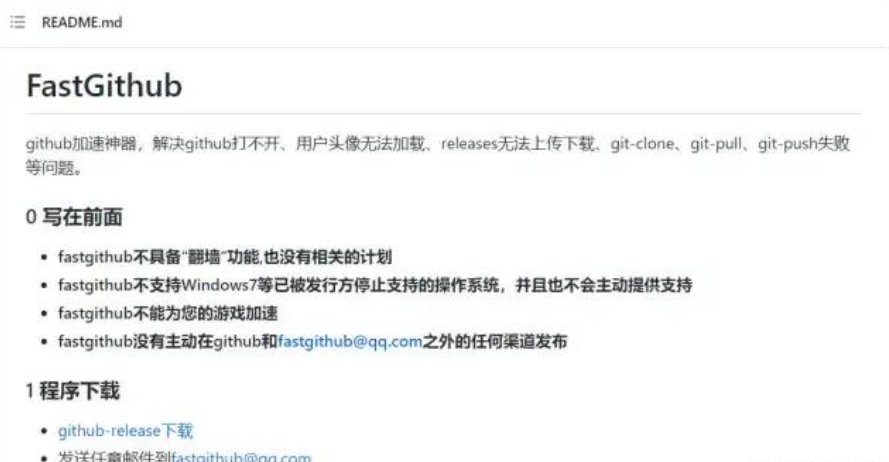 README.md
FastGithub
github加速神器，解决github打不开、用户头像无法加载、releases无法上传下载、git-clone、git-pull、git-push失败
等问题。
0 写在前面
fastgithub不具备“翻墙”功能,也没有相关的计划
fastgithub不支持Windows7等已被发行方停止支持的操作系统，并且也不会主动提供支持
fastgithub不能为您的游戏加速
fastgithub没有主动在github和fastgithub@qq.com之外的任何渠道发布
1 程序下载
github-release下载
发送任意邮件到fastgithub@qq.com